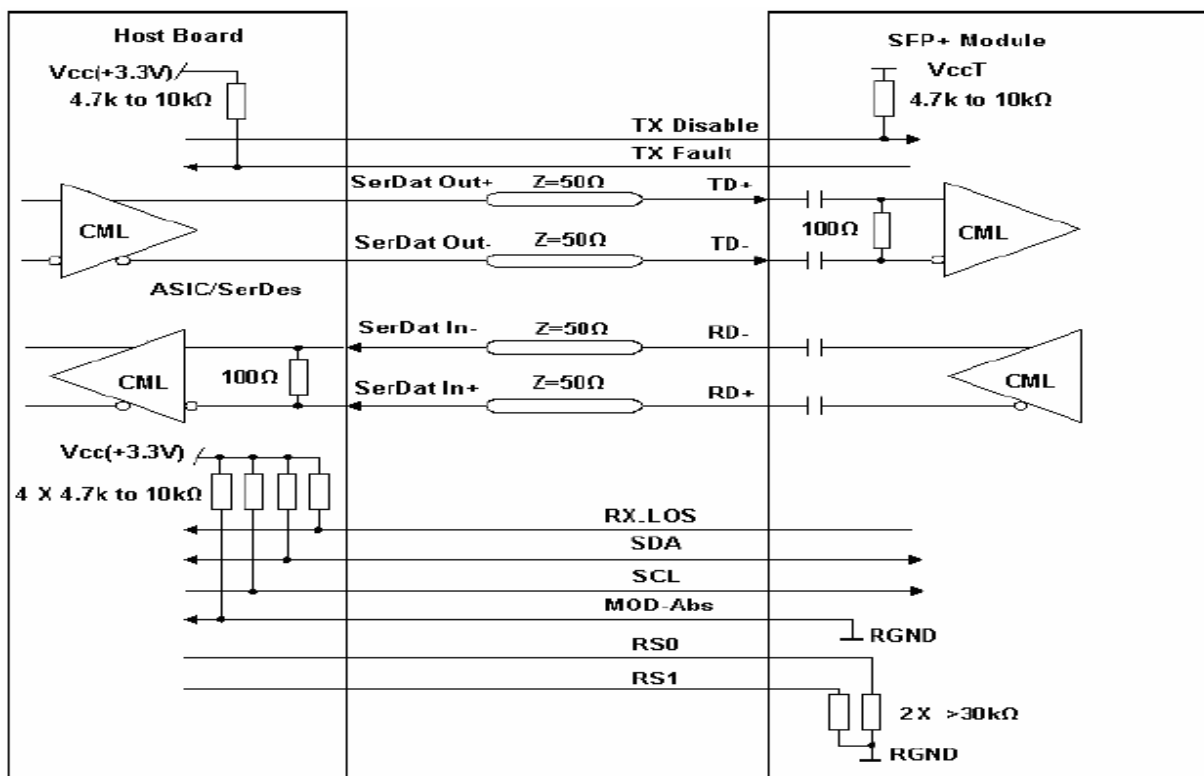 Host Board
SFP+ Module
Vcc(+3.3V)
4.7k to 10kΩ
VccT
4.7k to 10kΩ
TX Disable
TX Fault
SerDat Out+
Z=50Ω
TD+
CML
100Ω
CML
SerDat Out-
Z=50Ω
TD-
ASIC/SerDes
SerDat In-
Z=50Ω
RD-
CML
100Ω
CML
SerDat In+
Z=50Ω
RD+
Vcc(+3.3V)
4 X 4.7k to 10kΩ
RX_LOS
SDA
SCL
MOD-Abs
RGND
RS0
RS1
2X >30kΩ
RGND